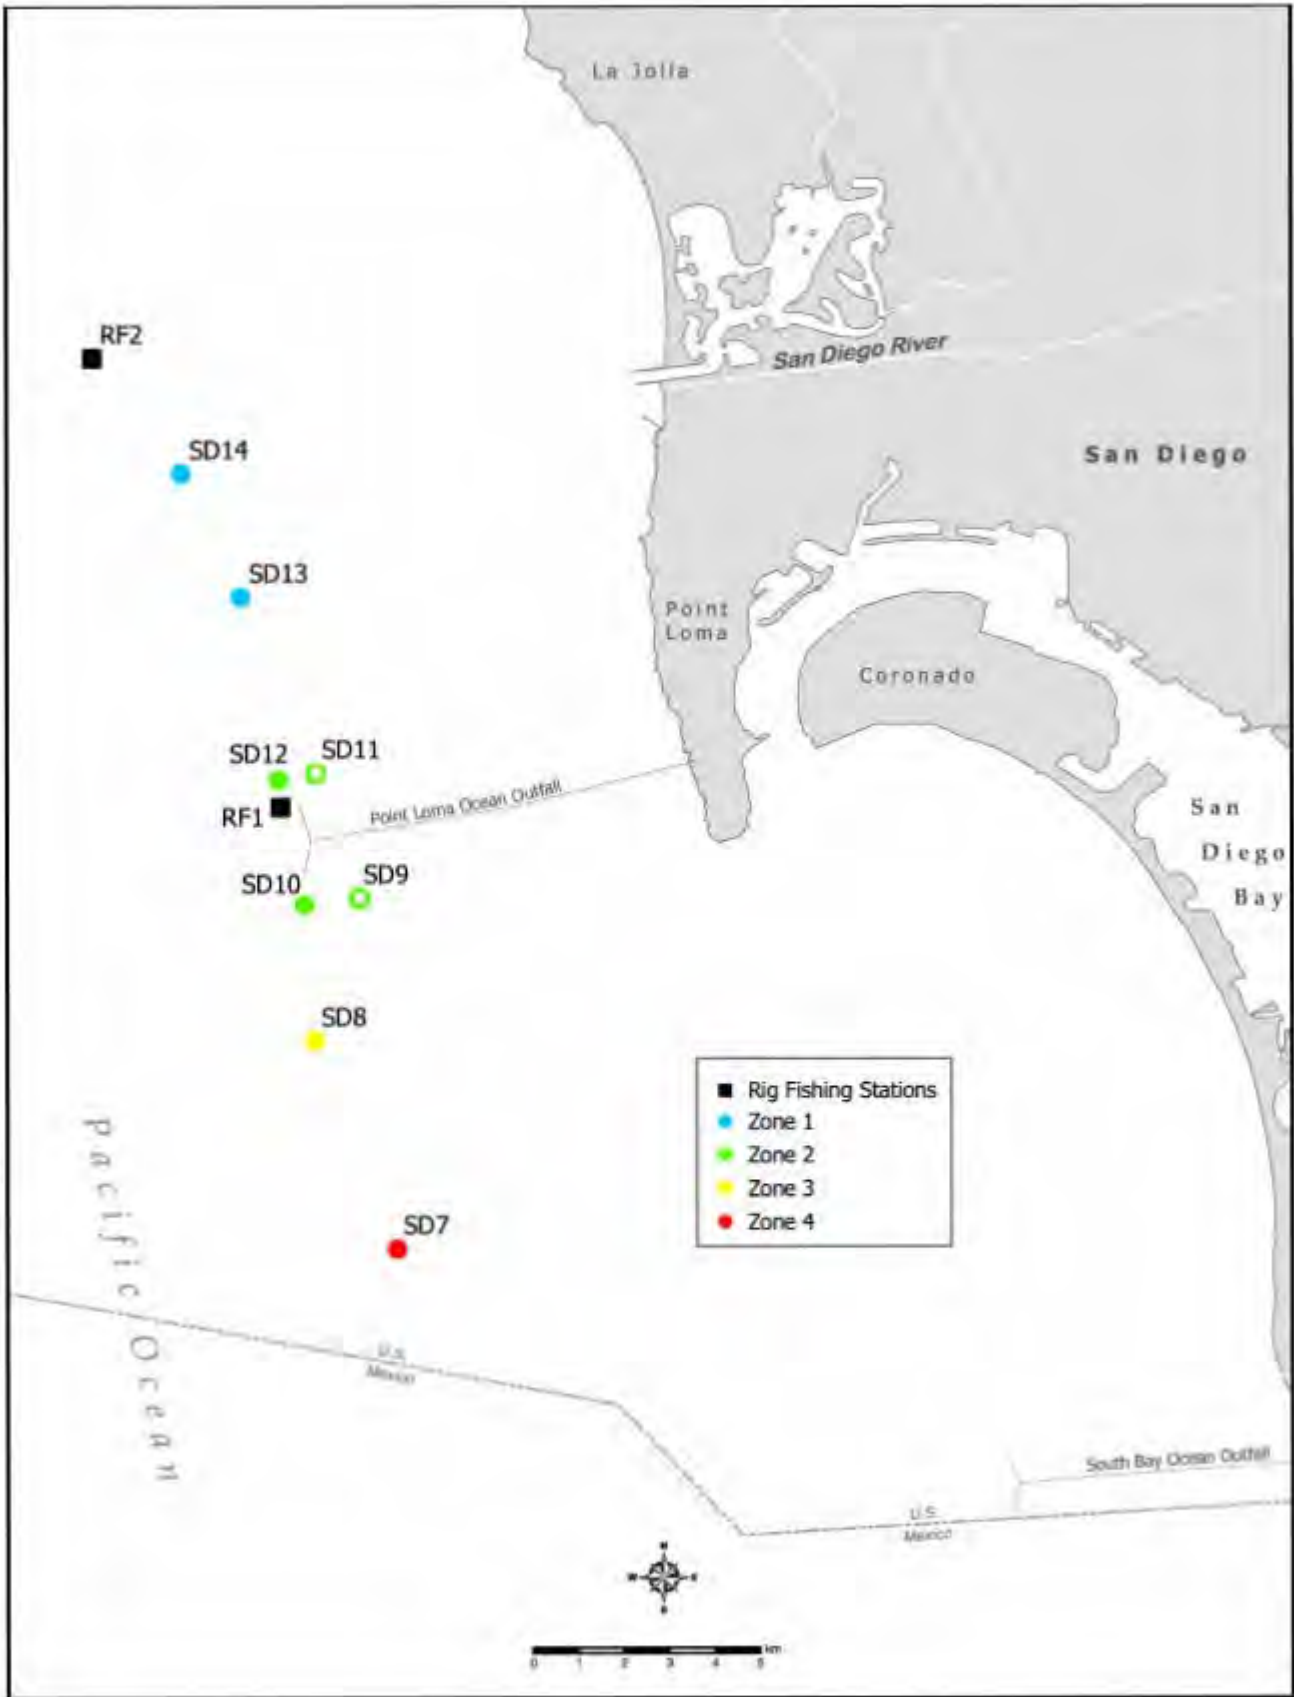 La Jolla
RF2
San Diego River
SD14
San Diego
SD13
Point
Loma
Coronado
SD12
SD11
Point Loma Ocean Outfall
RF1
San
Diego
Bay
SD10
SD9
SD8
Rig Fishing Stations
Zone 1
Zone 2
Zone 3
Zone 4
Pacific Ocean
SD7
U.S.
Mexico
South Bay Ocean Outfall
U.S.
Mexico
N
W E
S
0 1 2 3 4 5 km